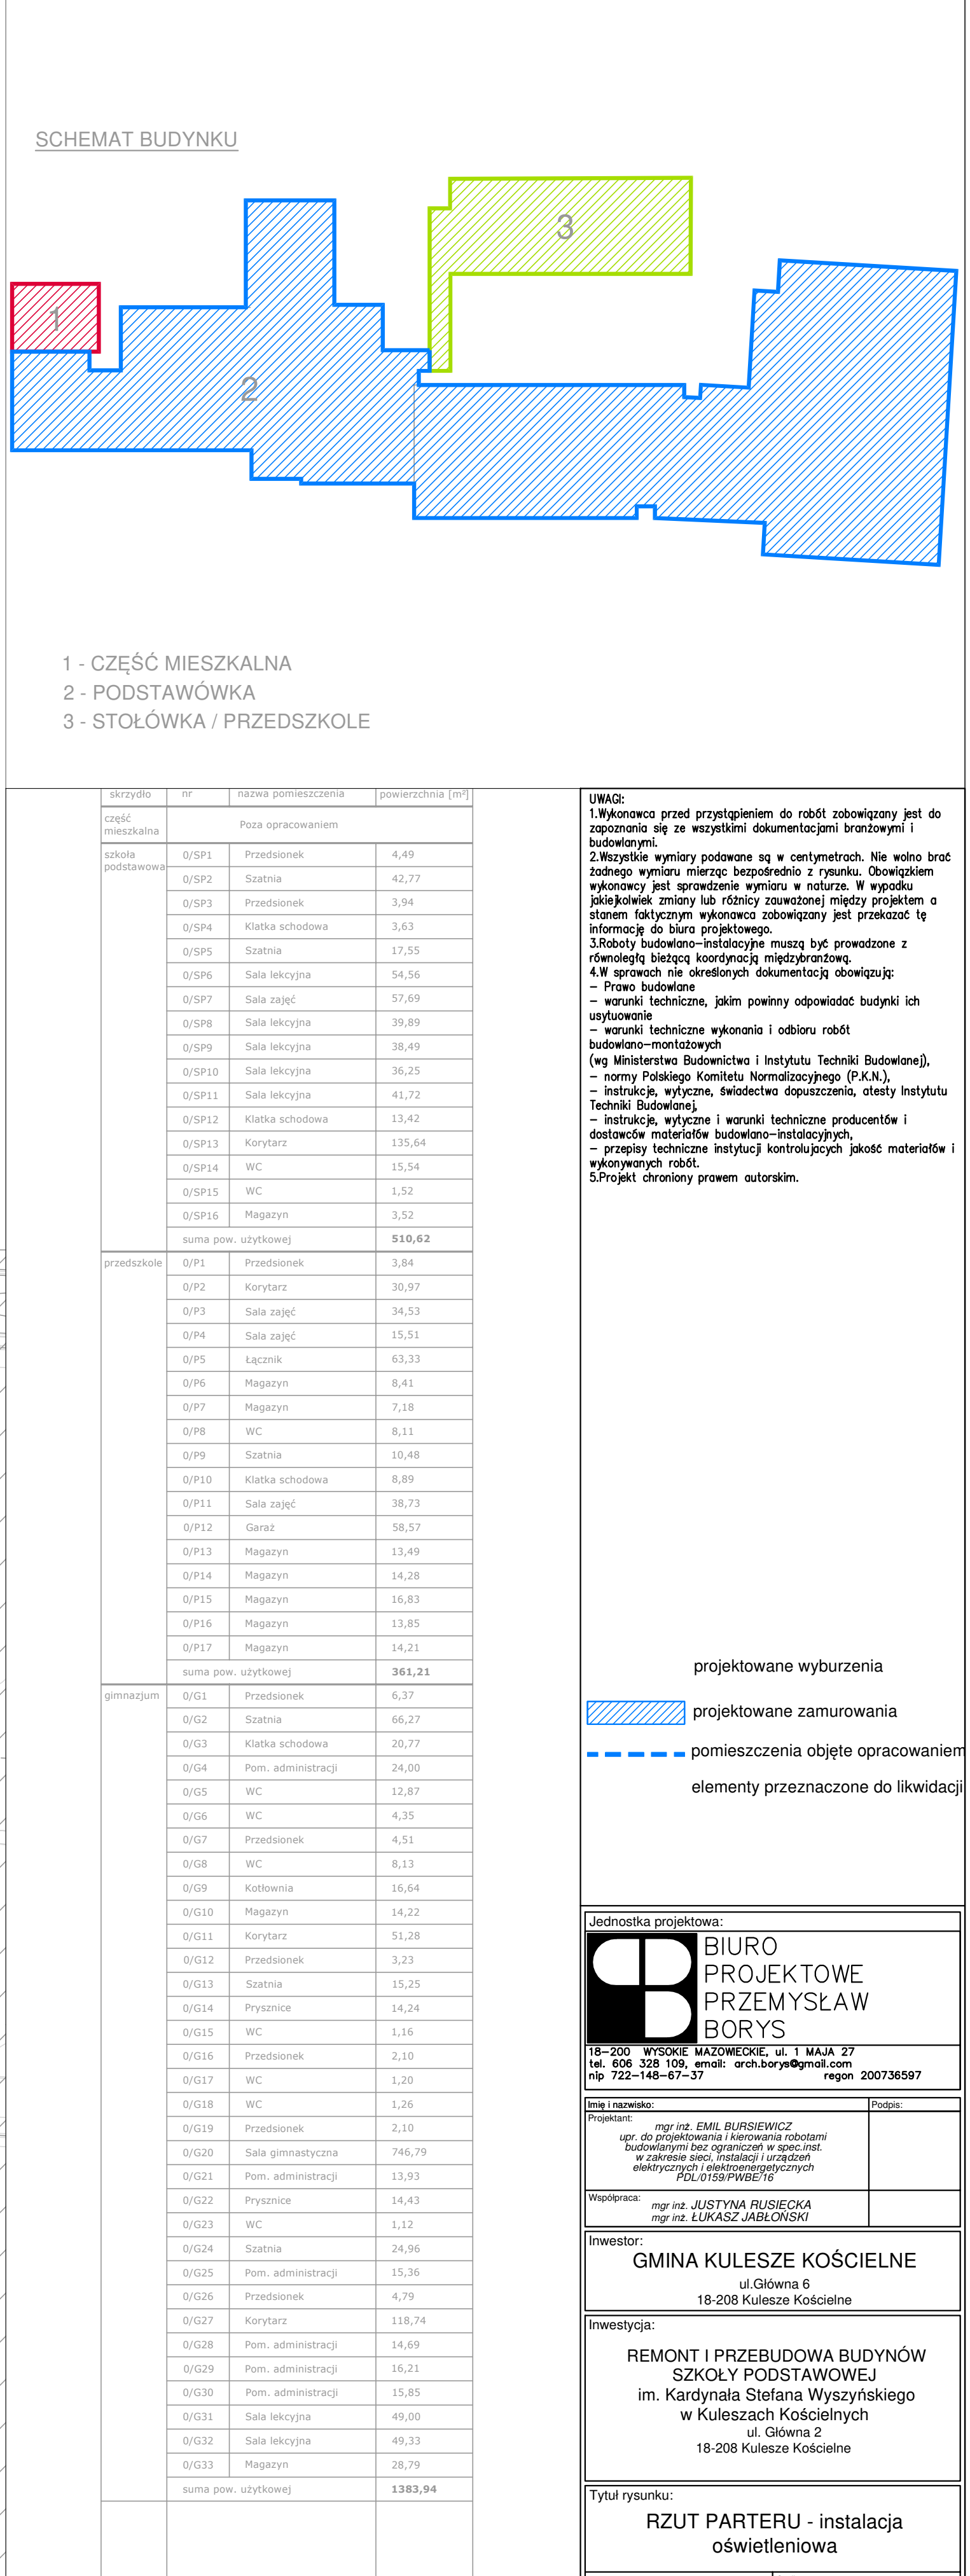 SCHEMAT BUDYNKU
3
1
2
1 - CZĘŚĆ MIESZKALNA
2 - PODSTAWÓWKA
3 - STOŁÓWKA / PRZEDSZKOLE
skrzydło nr nazwa pomieszczenia powierzchnia [m²]
część mieszkalna Poza opracowaniem
szkoła podstawowa 0/SP1 Przedsionek 4,49
0/SP2 Szatnia 42,77
0/SP3 Przedsionek 3,94
0/SP4 Klatka schodowa 3,63
0/SP5 Szatnia 17,55
0/SP6 Sala lekcyjna 54,56
0/SP7 Sala zajęć 57,69
0/SP8 Sala lekcyjna 39,89
0/SP9 Sala lekcyjna 38,49
0/SP10 Sala lekcyjna 36,25
0/SP11 Sala lekcyjna 41,72
0/SP12 Klatka schodowa 13,42
0/SP13 Korytarz 135,64
0/SP14 WC 15,54
0/SP15 WC 1,52
0/SP16 Magazyn 3,52
suma pow. użytkowej 510,62
przedszkole 0/P1 Przedsionek 3,84
0/P2 Korytarz 30,97
0/P3 Sala zajęć 34,53
0/P4 Sala zajęć 15,51
0/P5 Łącznik 63,33
0/P6 Magazyn 8,41
0/P7 Magazyn 7,18
0/P8 WC 8,11
0/P9 Szatnia 10,48
0/P10 Klatka schodowa 8,89
0/P11 Sala zajęć 38,73
0/P12 Garaż 58,57
0/P13 Magazyn 13,49
0/P14 Magazyn 14,28
0/P15 Magazyn 16,83
0/P16 Magazyn 13,85
0/P17 Magazyn 14,21
suma pow. użytkowej 361,21
gimnazjum 0/G1 Przedsionek 6,37
0/G2 Szatnia 66,27
0/G3 Klatka schodowa 20,77
0/G4 Pom. administracji 24,00
0/G5 WC 12,87
0/G6 WC 4,35
0/G7 Przedsionek 4,51
0/G8 WC 8,13
0/G9 Kotłownia 16,64
0/G10 Magazyn 14,22
0/G11 Korytarz 51,28
0/G12 Przedsionek 3,23
0/G13 Szatnia 15,25
0/G14 Prysznice 14,24
0/G15 WC 1,16
0/G16 Przedsionek 2,10
0/G17 WC 1,20
0/G18 WC 1,26
0/G19 Przedsionek 2,10
0/G20 Sala gimnastyczna 746,79
0/G21 Pom. administracji 13,93
0/G22 Prysznice 14,43
0/G23 WC 1,12
0/G24 Szatnia 24,96
0/G25 Pom. administracji 15,36
0/G26 Przedsionek 4,79
0/G27 Korytarz 118,74
0/G28 Pom. administracji 14,69
0/G29 Pom. administracji 16,21
0/G30 Pom. administracji 15,85
0/G31 Sala lekcyjna 49,00
0/G32 Sala lekcyjna 49,33
0/G33 Magazyn 28,79
suma pow. użytkowej 1383,94
UWAGI:
1.Wykonawca przed przystąpieniem do robót zobowiązany jest do
zapoznania się ze wszystkimi dokumentacjami branżowymi i
budowlanymi.
2.Wszystkie wymiary podawane są w centymetrach. Nie wolno brać
żadnego wymiaru mierząc bezpośrednio z rysunku. Obowiązkiem
wykonawcy jest sprawdzenie wymiaru w naturze. W wypadku
jakiejkolwiek zmiany lub różnicy zauważonej między projektem a
stanem faktycznym wykonawca zobowiązany jest przekazać tę
informację do biura projektowego.
3.Roboty budowlano-instalacyjne muszą być prowadzone z
równoległą bieżącą koordynacją międzybranżową.
4.W sprawach nie określonych dokumentacją obowiązują:
- Prawo budowlane
- warunki techniczne, jakim powinny odpowiadać budynki ich
usytuowanie
- warunki techniczne wykonania i odbioru robót
budowlano-montażowych
(wg Ministerstwa Budownictwa i Instytutu Techniki Budowlanej),
- normy Polskiego Komitetu Normalizacyjnego (P.K.N.),
- instrukcje, wytyczne, świadectwa dopuszczenia, atesty Instytutu
Techniki Budowlanej,
- instrukcje, wytyczne i warunki techniczne producentów i
dostawców materiałów budowlano-instalacyjnych,
- przepisy techniczne instytucji kontrolujących jakość materiałów i
wykonywanych robót.
5.Projekt chroniony prawem autorskim.
projektowane wyburzenia
projektowane zamurowania
pomieszczenia objęte opracowaniem
elementy przeznaczone do likwidacji
Jednostka projektowa:
BIURO
PROJEKTOWE
PRZEMYSŁAW
BORYS
18-200 WYSOKIE MAZOWIECKIE, ul. 1 MAJA 27
tel. 606 328 109, email: arch.borys@gmail.com
nip 722-148-67-37 regon 200736597
Imię i nazwisko: Podpis:
Projektant:
mgr inż. EMIL BURSIEWICZ
upr. do projektowania i kierowania robotami
budowlanymi bez ograniczeń w spec.inst.
w zakresie sieci, instalacji i urządzeń
elektrycznych i elektroenergetycznych
PDL/0159/PWBE/16
Współpraca:
mgr inż. JUSTYNA RUSIECKA
mgr inż. ŁUKASZ JABŁOŃSKI
Inwestor:
GMINA KULESZE KOŚCIELNE
ul.Główna 6
18-208 Kulesze Kościelne
Inwestycja:
REMONT I PRZEBUDOWA BUDYNÓW
SZKOŁY PODSTAWOWEJ
im. Kardynała Stefana Wyszyńskiego
w Kuleszach Kościelnych
ul. Główna 2
18-208 Kulesze Kościelne
Tytuł rysunku:
RZUT PARTERU - instalacja
oświetleniowa